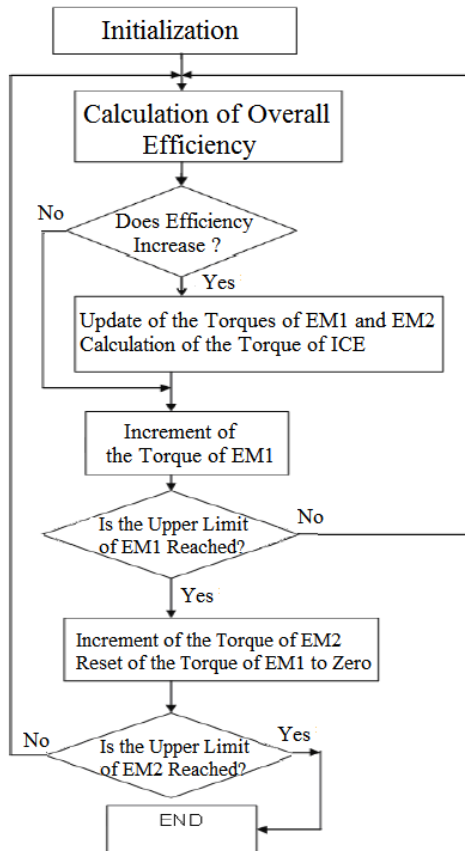 Initialization
Calculation of Overall
Efficiency
No
Does Efficiency
Increase ?
Yes
Update of the Torques of EM1 and EM2
Calculation of the Torque of ICE
Increment of
the Torque of EM1
Is the Upper Limit
of EM1 Reached?
No
Yes
Increment of the Torque of EM2
Reset of the Torque of EM1 to Zero
No
Is the Upper Limit
of EM2 Reached?
Yes
END